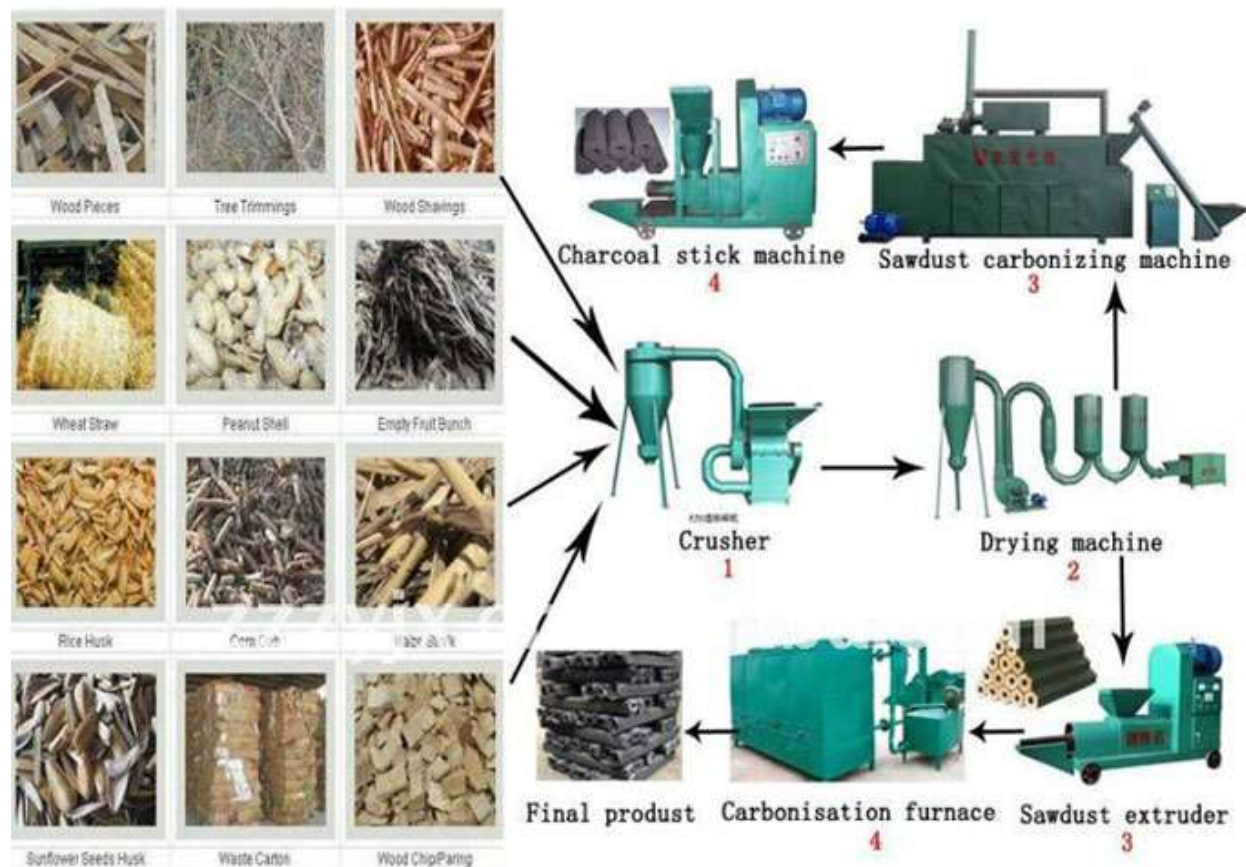 Wood Pieces
Tree Trimmings
Wood Shavings
Wheat Straw
Peanut Shell
Empty Fruit Bunch
Rice Husk
Corn Cob
Sunflower Seeds Husk
Waste Carton
Wood Chip/Paring
Charcoal stick machine
4
Sawdust carbonizing machine
3
Crusher
1
Drying machine
2
Final produst
Carbonisation furnace
4
Sawdust extruder
3